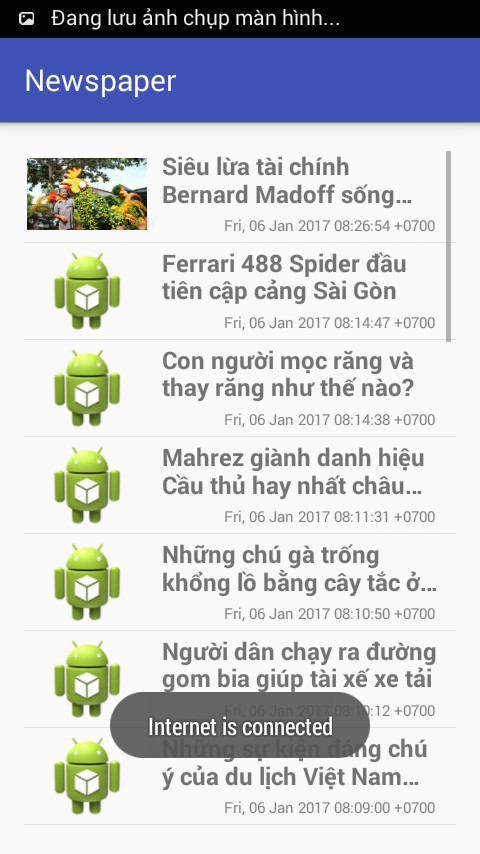 Đang lưu ảnh chụp màn hình...
Newspaper
Siêu lừa tài chính
Bernard Madoff sống...
Fri, 06 Jan 2017 08:26:54 +0700
Ferrari 488 Spider đầu
tiên cập cảng Sài Gòn
Fri, 06 Jan 2017 08:14:47 +0700
Con người mọc răng và
thay răng như thế nào?
Fri, 06 Jan 2017 08:14:38 +0700
Mahrez giành danh hiệu
Cầu thủ hay nhất châu...
Fri, 06 Jan 2017 08:11:31 +0700
Những chú gà trống
khổng lồ bằng cây tắc ở...
Fri, 06 Jan 2017 08:10:50 +0700
Người dân chạy ra đường
gom bia giúp tài xế xe tải
Fri, 06 Jan 2017 08:10:12 +0700
Internet is connected
Những sự kiện đáng chú
ý của du lịch Việt Nam...
Fri, 06 Jan 2017 08:09:00 +0700